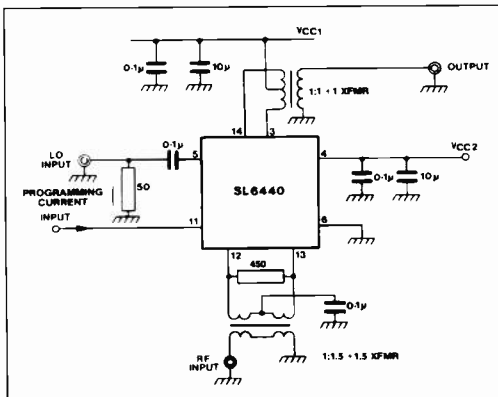 VCC1
0·1µ
10µ
OUTPUT
1:1 + 1 XFMR
14
3
LO
INPUT
0·1µ
5
4
VCC2
50
SL6440
0·1µ
10µ
PROGRAMMING
CURRENT
INPUT
11
6
12
13
450
0·1µ
1:1.5 + 1.5 XFMR
RF
INPUT